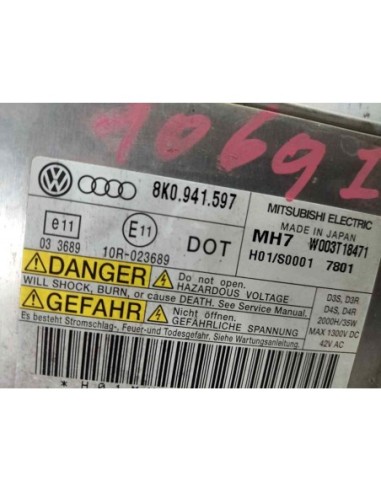 10691
8K0.941.597
MITSUBISHI ELECTRIC
MADE IN JAPAN
MH7 W003T18471
H01/S0001 7801
e11
03 3689
E11
10R-023689
DOT
DANGER
Do not open.
HAZARDOUS VOLTAGE
WILL SHOCK, BURN, or cause DEATH. See Service Manual.
GEFAHR
Nicht öffnen.
GEFÄHRLICHE SPANNUNG
Es besteht Stromschlag-, Feuer-und Todesgefahr. Siehe Wartungsanleitung.
D3S, D3R
D4S, D4R
2000H/35W
MAX 1300V DC
42V AC